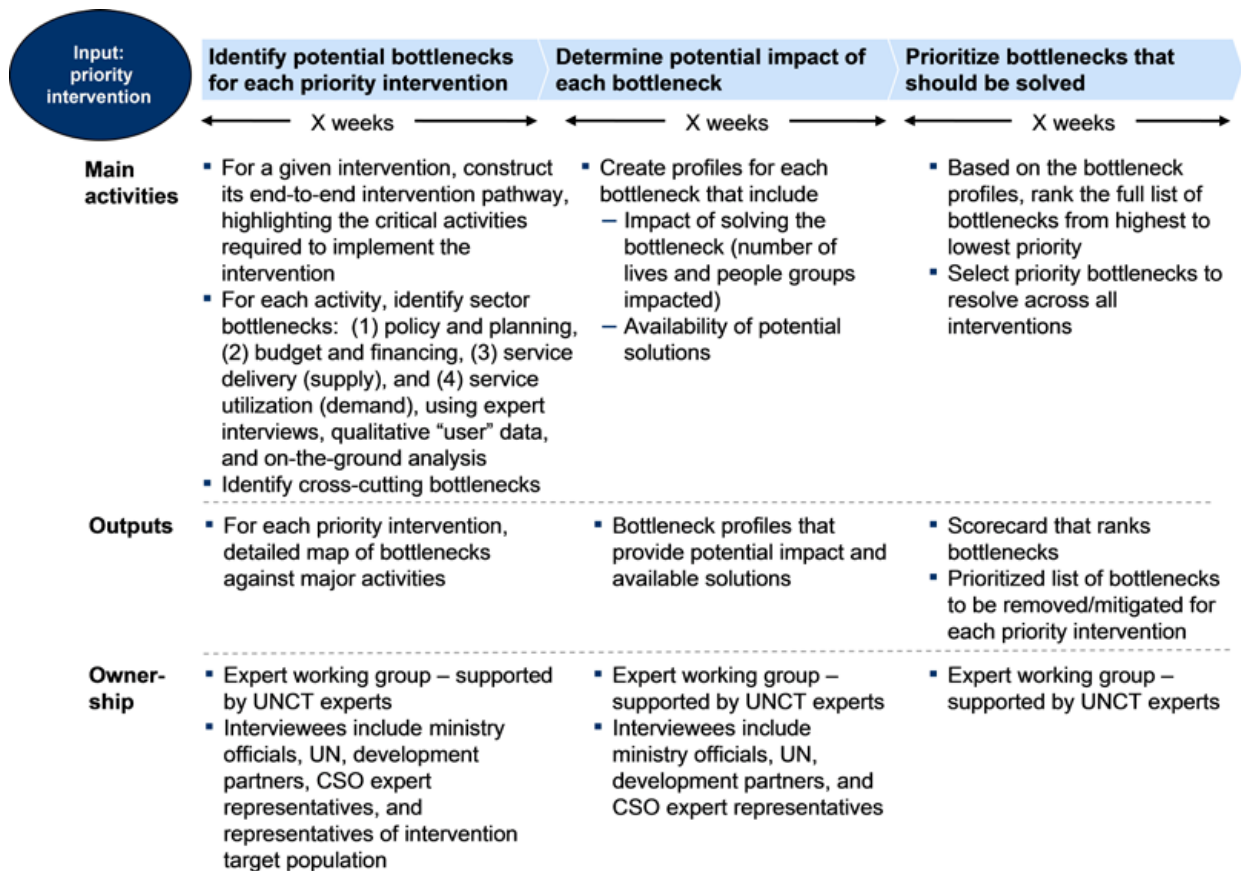 Input:
priority
intervention
Identify potential bottlenecks
for each priority intervention
Determine potential impact of
each bottleneck
Prioritize bottlenecks that
should be solved
X weeks
X weeks
X weeks
Main
activities
▪ For a given intervention, construct
its end-to-end intervention pathway,
highlighting the critical activities
required to implement the
intervention
▪ For each activity, identify sector
bottlenecks: (1) policy and planning,
(2) budget and financing, (3) service
delivery (supply), and (4) service
utilization (demand), using expert
interviews, qualitative “user” data,
and on-the-ground analysis
▪ Identify cross-cutting bottlenecks
▪ Create profiles for each
bottleneck that include
– Impact of solving the
bottleneck (number of
lives and people groups
impacted)
– Availability of potential
solutions
▪ Based on the bottleneck
profiles, rank the full list of
bottlenecks from highest to
lowest priority
▪ Select priority bottlenecks to
resolve across all
interventions
Outputs
▪ For each priority intervention,
detailed map of bottlenecks
against major activities
▪ Bottleneck profiles that
provide potential impact and
available solutions
▪ Scorecard that ranks
bottlenecks
▪ Prioritized list of bottlenecks
to be removed/mitigated for
each priority intervention
Owner-
ship
▪ Expert working group – supported
by UNCT experts
▪ Interviewees include ministry
officials, UN, development
partners, CSO expert
representatives, and
representatives of intervention
target population
▪ Expert working group –
supported by UNCT experts
▪ Interviewees include
ministry officials, UN,
development partners, and
CSO expert representatives
▪ Expert working group –
supported by UNCT experts